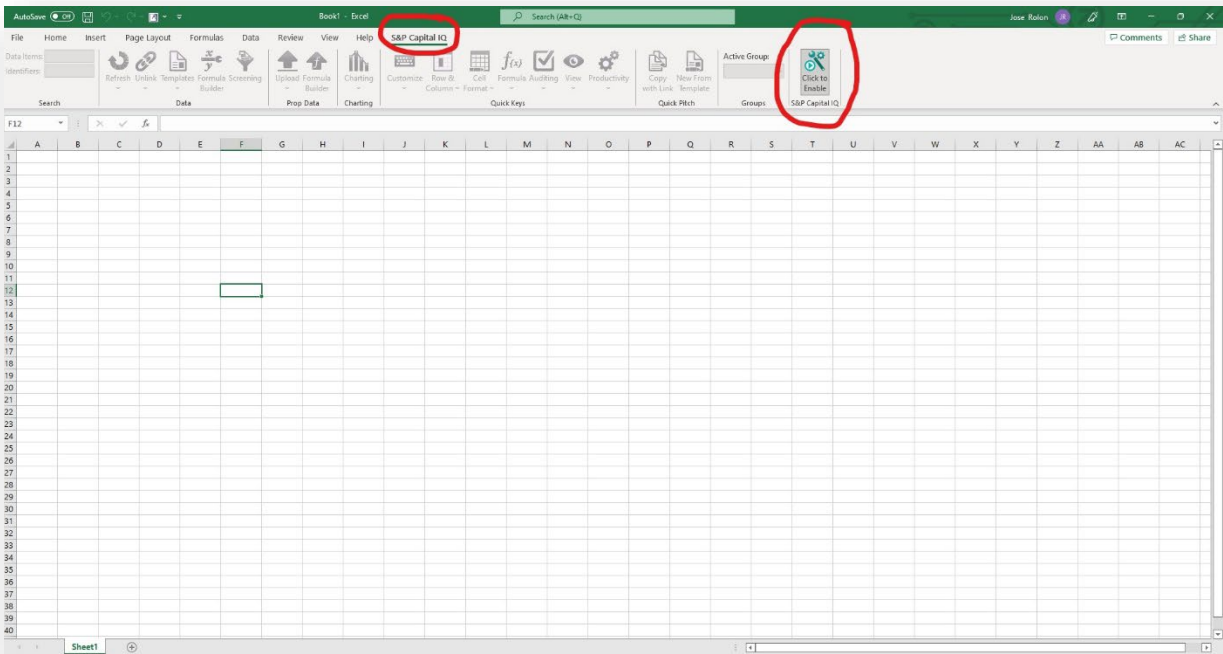 AutoSave Off Book1 - Excel Search (Alt+Q) Jose Rolon JR
File Home Insert Page Layout Formulas Data Review View Help S&P Capital IQ Comments Share
Data Items:
Identifiers:
Refresh Unlink Templates Formula Builder Screening
Upload Formula Builder
Charting
Customize Row & Column Cell Format Formula Auditing View Productivity
Copy with Link New From Template
Active Group:
Click to Enable
Search Data Prop Data Charting Quick Keys Quick Pitch Groups S&P Capital IQ
F12 fx
A B C D E F G H I J K L M N O P Q R S T U V W X Y Z AA AB AC
1
2
3
4
5
6
7
8
9
10
11
12
13
14
15
16
17
18
19
20
21
22
23
24
25
26
27
28
29
30
31
32
33
34
35
36
37
38
39
40
Sheet1